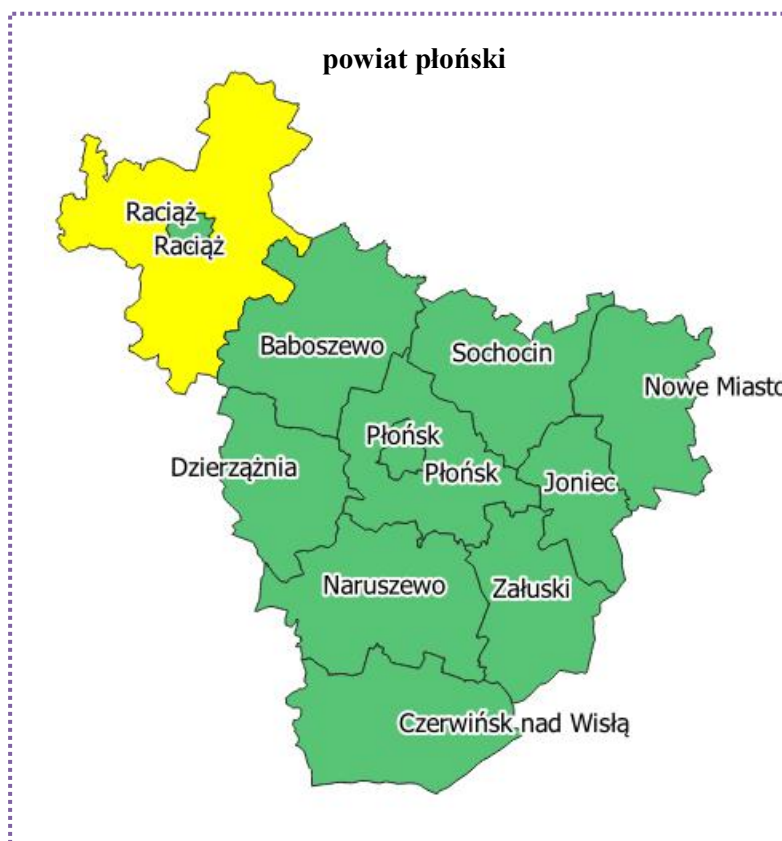 powiat płoński
Raciąż
Raciąż
Baboszewo
Sochocin
Nowe Miasto
Płońsk
Dzierzążnia
Płońsk
Joniec
Naruszewo
Załuski
Czerwińsk nad Wisłą